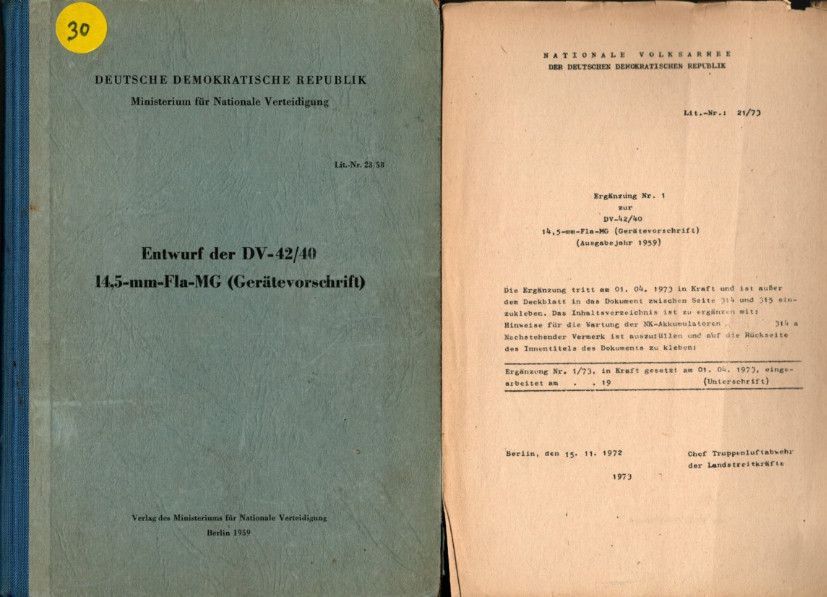 30
DEUTSCHE DEMOKRATISCHE REPUBLIK
Ministerium für Nationale Verteidigung
Lit.-Nr. 23/58
Entwurf der DV-42/40
14,5-mm-Fla-MG (Gerätevorschrift)
Verlag des Ministeriums für Nationale Verteidigung
Berlin 1959
NATIONALE VOLKSARMEE
DER DEUTSCHEN DEMOKRATISCHEN REPUBLIK
Lit.-Nr.: 21/73
Ergänzung Nr. 1
zur
DV-42/40
14,5-mm-Fla-MG (Gerätevorschrift)
(Ausgabejahr 1959)
Die Ergänzung tritt am 01. 04. 1973 in Kraft und ist außer
dem Deckblatt in das Dokument zwischen Seite 314 und 315 ein-
zukleben. Das Inhaltsverzeichnis ist zu ergänzen mit:
Hinweise für die Wartung der NK-Akkumulatoren . 314 a
Nachstehender Vermerk ist auszufüllen und auf die Rückseite
des Innentitels des Dokuments zu kleben:
Ergänzung Nr. 1/73, in Kraft gesetzt am 01. 04. 1973, einge-
arbeitet am . . 19 (Unterschrift)
Berlin, den 15. 11. 1972 Chef Truppenluftabwehr
der Landstreitkräfte
1973